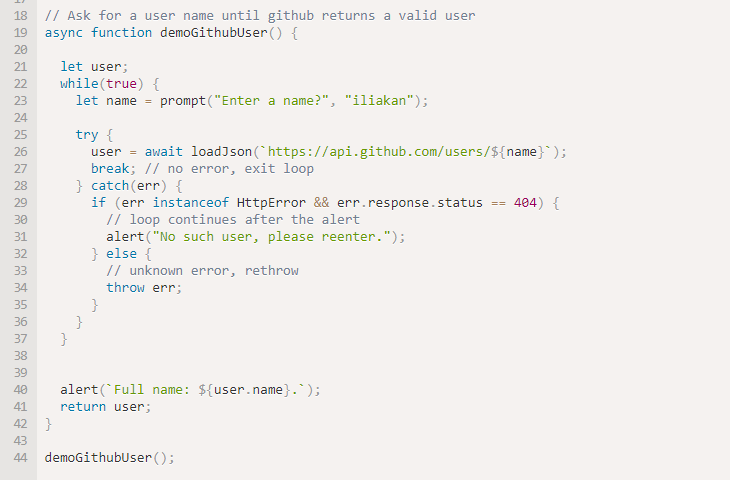 18 // Ask for a user name until github returns a valid user
19 async function demoGithubUser() {
20
21   let user;
22   while(true) {
23     let name = prompt("Enter a name?", "iliakan");
24
25     try {
26       user = await loadJson(`https://api.github.com/users/${name}`);
27       break; // no error, exit loop
28     } catch(err) {
29       if (err instanceof HttpError && err.response.status == 404) {
30         // loop continues after the alert
31         alert("No such user, please reenter.");
32       } else {
33         // unknown error, rethrow
34         throw err;
35       }
36     }
37   }
38
39
40   alert(`Full name: ${user.name}.`);
41   return user;
42 }
43
44 demoGithubUser();